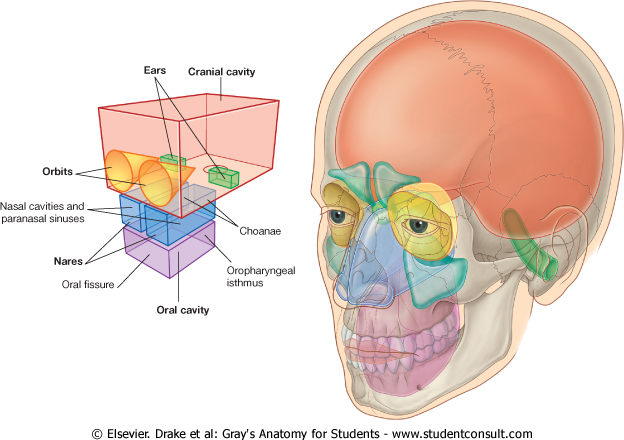 Ears
Cranial cavity
Orbits
Nasal cavities and
paranasal sinuses
Choanae
Nares
Oropharyngeal
isthmus
Oral fissure
Oral cavity
© Elsevier. Drake et al: Gray's Anatomy for Students - www.studentconsult.com